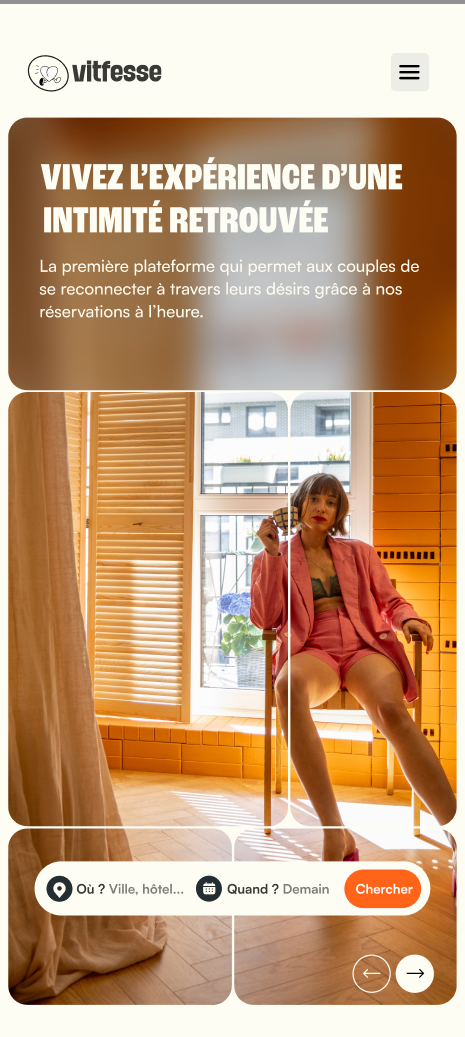 vitfesse
VIVEZ L’EXPÉRIENCE D’UNE
INTIMITÉ RETROUVÉE
La première plateforme qui permet aux couples de
se reconnecter à travers leurs désirs grâce à nos
réservations à l’heure.
Où ? Ville, hôtel... Quand ? Demain Chercher